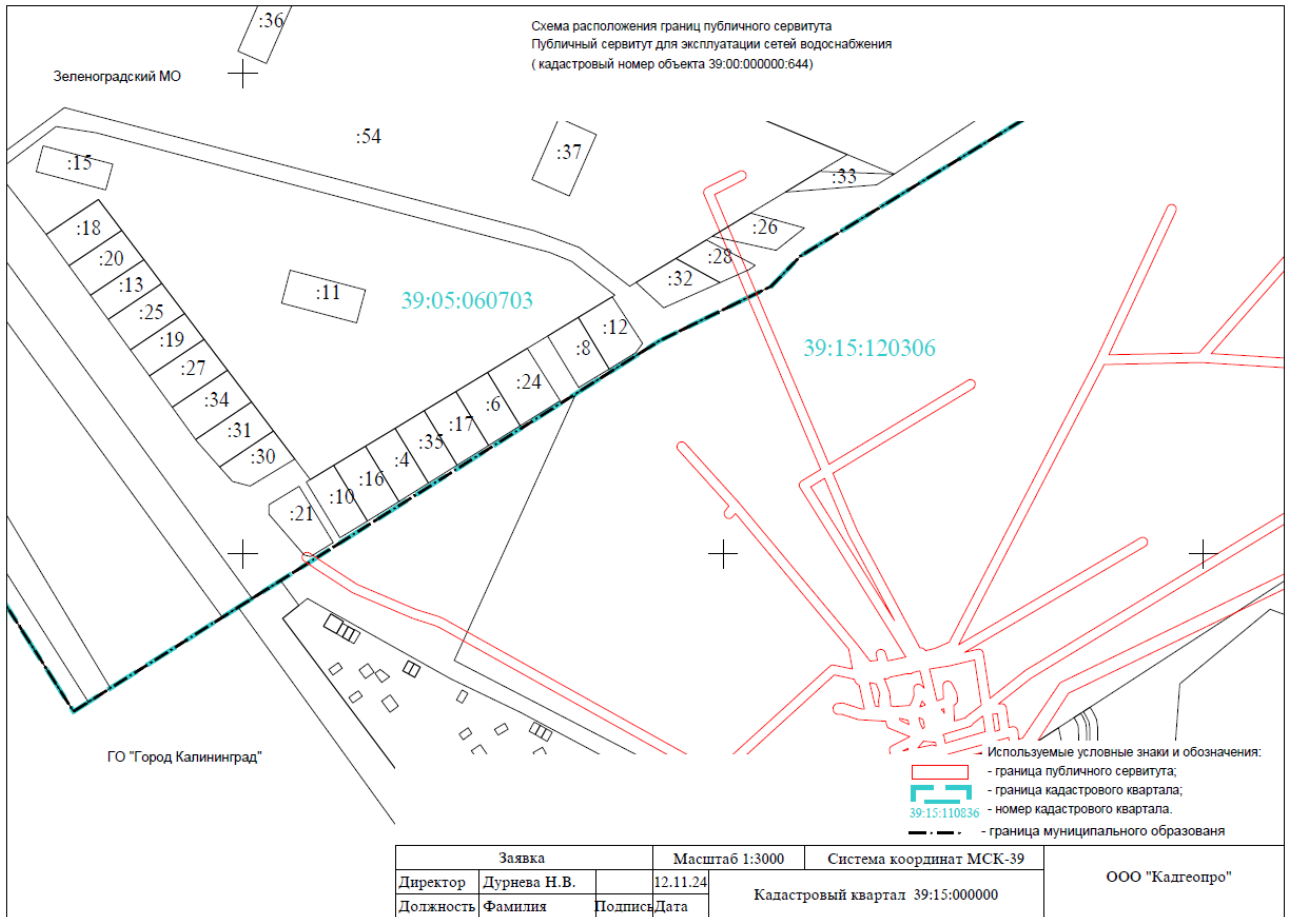 Схема расположения границ публичного сервитута
Публичный сервитут для эксплуатации сетей водоснабжения
( кадастровый номер объекта 39:00:000000:644)
:36
Зеленоградский МО
:54
:37
:15
:33
:18
:26
:20
:28
:13
:32
:11
39:05:060703
:25
:12
:19
:8
39:15:120306
:27
:24
:34
:6
:17
:31
:35
:30
:4
:16
:10
:21
ГО "Город Калининград"
Используемые условные знаки и обозначения:
- граница публичного сервитута;
- граница кадастрового квартала;
39:15:110836 - номер кадастрового квартала.
- граница муниципального образованя
Заявка Масштаб 1:3000 Система координат МСК-39
ООО "Кадгеопро"
Директор Дурнева Н.В. 12.11.24
Кадастровый квартал 39:15:000000
Должность Фамилия Подпись Дата